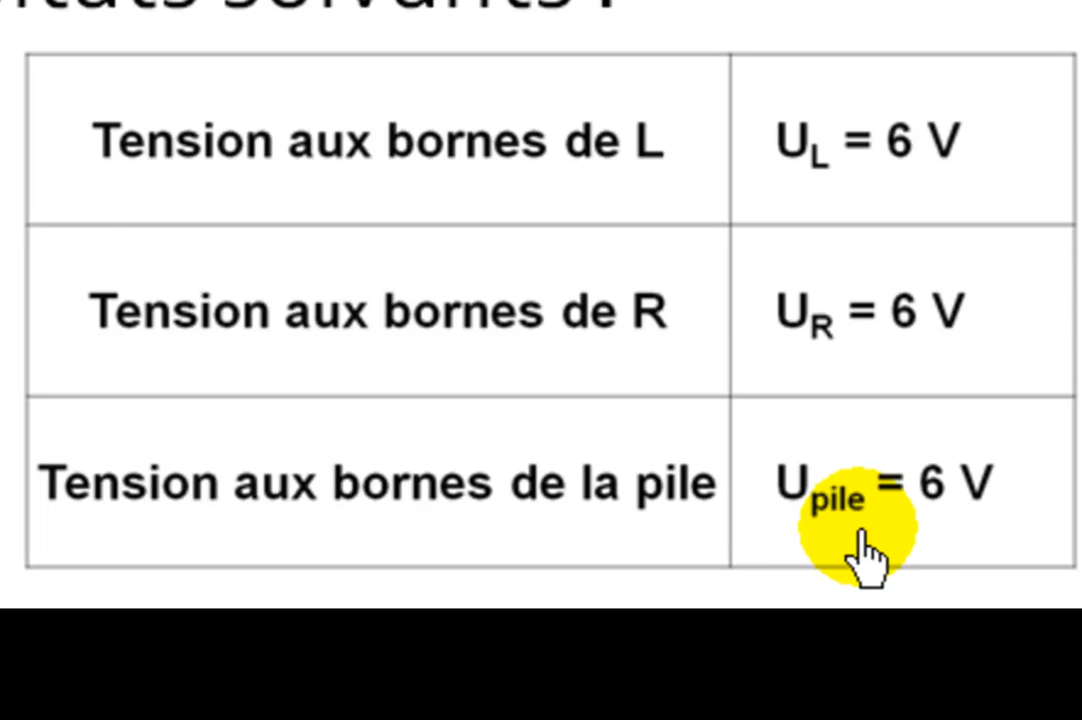 Tension aux bornes de L U_L = 6 V
Tension aux bornes de R U_R = 6 V
Tension aux bornes de la pile U_pile = 6 V